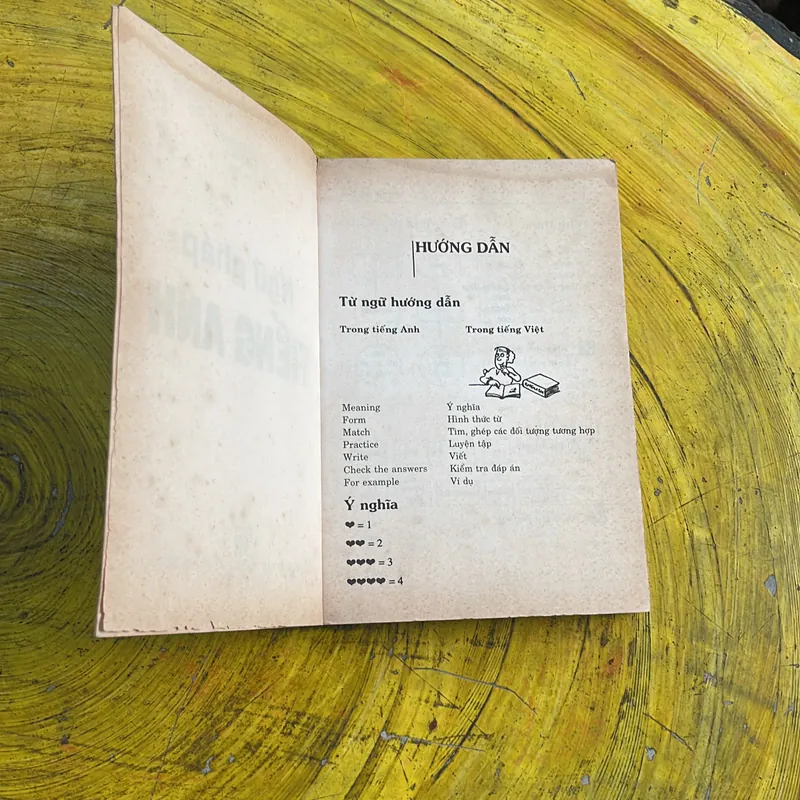 HƯỚNG DẪN
Từ ngữ hướng dẫn
Trong tiếng Anh Trong tiếng Việt
Meaning Ý nghĩa
Form Hình thức từ
Match Tìm, ghép các đối tượng tương hợp
Practice Luyện tập
Write Viết
Check the answers Kiểm tra đáp án
For example Ví dụ
Ý nghĩa
❤ = 1
❤❤ = 2
❤❤❤ = 3
❤❤❤❤ = 4